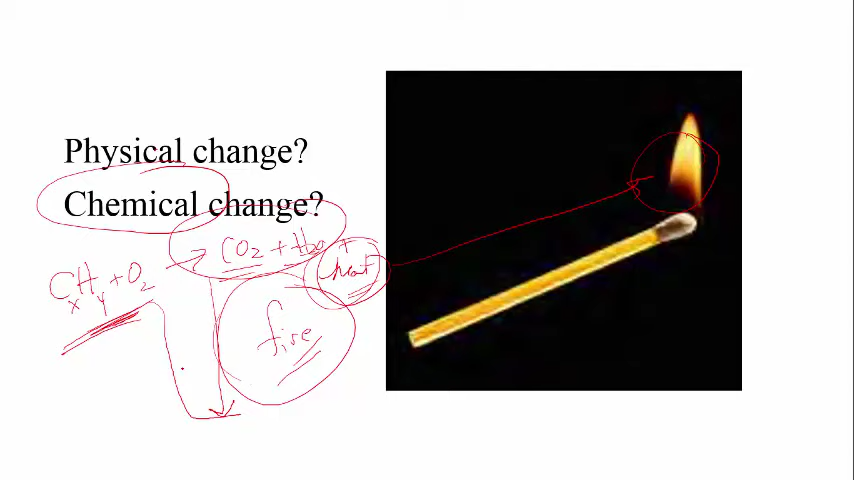 Physical change?
Chemical change?
CxHy + O2 → CO2 + H2O + heat
fire